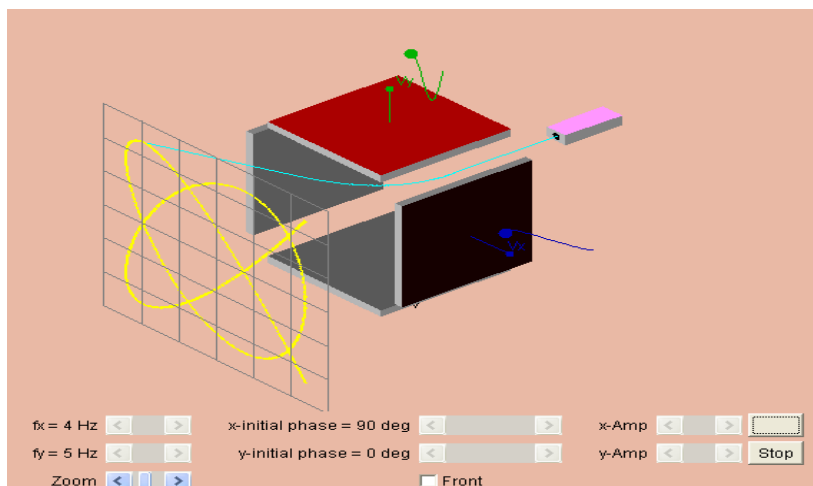 Vy
Vx
fx = 4 Hz x-initial phase = 90 deg x-Amp
fy = 5 Hz y-initial phase = 0 deg y-Amp Stop
Zoom Front